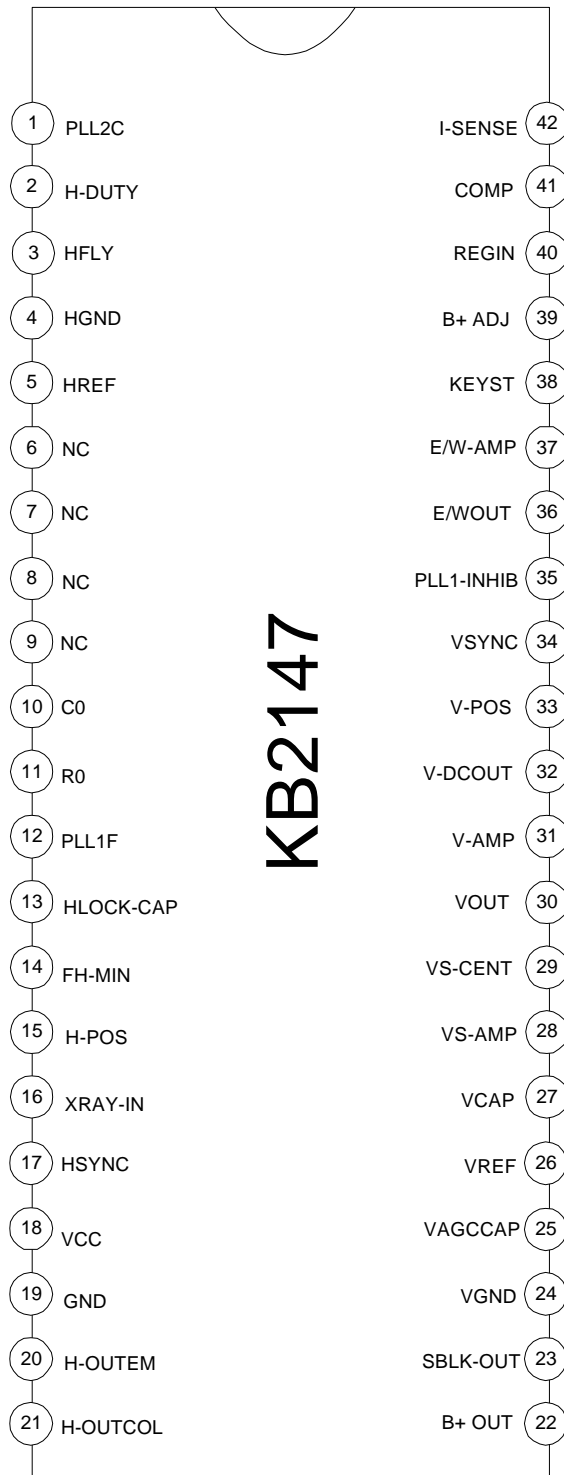 1 PLL2C I-SENSE 42
2 H-DUTY COMP 41
3 HFLY REGIN 40
4 HGND B+ ADJ 39
5 HREF KEYST 38
6 NC E/W-AMP 37
7 NC E/WOUT 36
8 NC PLL1-INHIB 35
9 NC VSYNC 34
10 C0 V-POS 33
11 R0 V-DCOUT 32
12 PLL1F V-AMP 31
13 HLOCK-CAP VOUT 30
14 FH-MIN VS-CENT 29
15 H-POS VS-AMP 28
16 XRAY-IN VCAP 27
17 HSYNC VREF 26
18 VCC VAGCCAP 25
19 GND VGND 24
20 H-OUTEM SBLK-OUT 23
21 H-OUTCOL B+ OUT 22
KB2147